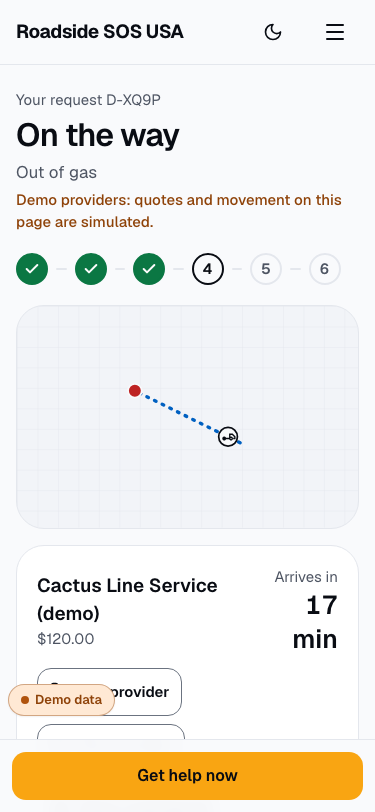 Roadside SOS USA
Your request D-XQ9P
On the way
Out of gas
Demo providers: quotes and movement on this
page are simulated.
4 5 6
Cactus Line Service
(demo)
$120.00
Arrives in
17
min
provider
Demo data
Get help now